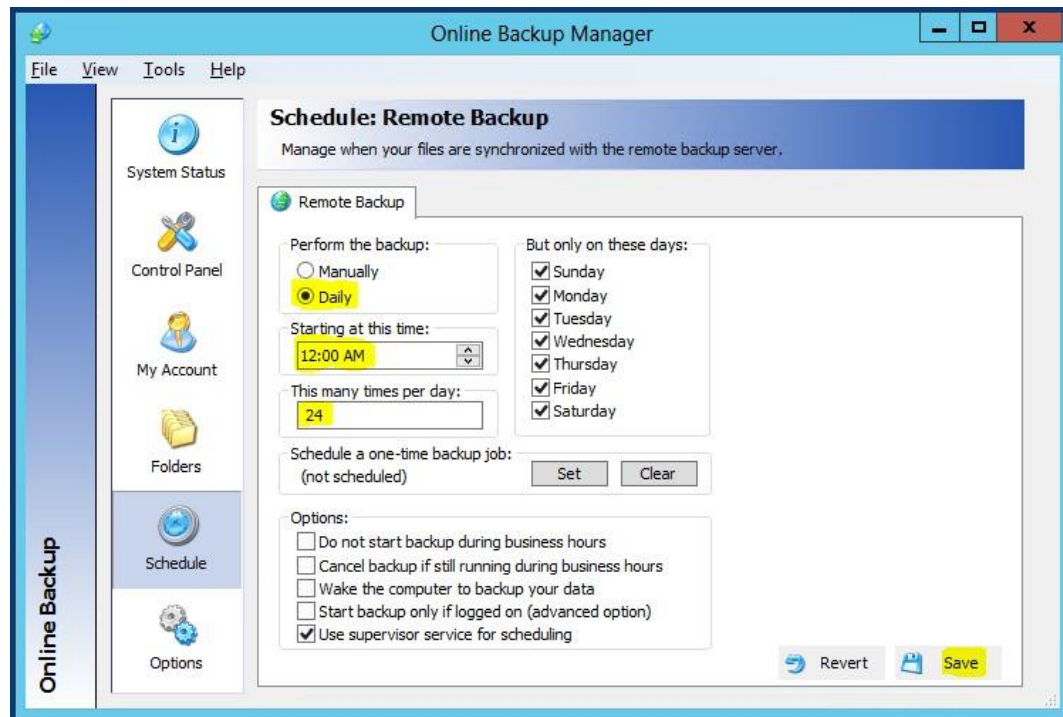 Online Backup Manager
File View Tools Help
System Status
Control Panel
My Account
Folders
Schedule
Options
Online Backup
Schedule: Remote Backup
Manage when your files are synchronized with the remote backup server.
Remote Backup
Perform the backup:
Manually
Daily
Starting at this time:
12:00 AM
This many times per day:
24
But only on these days:
Sunday
Monday
Tuesday
Wednesday
Thursday
Friday
Saturday
Schedule a one-time backup job:
(not scheduled) Set Clear
Options:
Do not start backup during business hours
Cancel backup if still running during business hours
Wake the computer to backup your data
Start backup only if logged on (advanced option)
Use supervisor service for scheduling
Revert Save